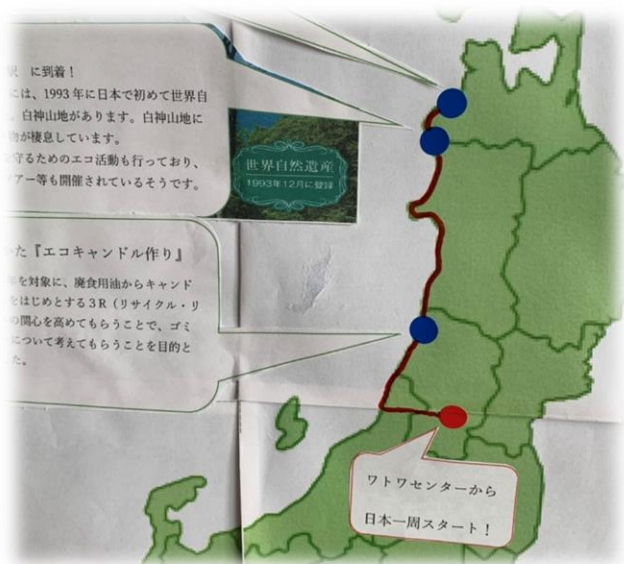 駅 に到着！
には、1993年に日本で初めて世界自
、白神山地があります。白神山地に
物が棲息しています。
を守るためのエコ活動も行っており、
アー等も開催されているそうです。
世界自然遺産
1993年12月に登録
た『エコキャンドル作り』
を対象に、廃食用油からキャンド
をはじめとする3R（リサイクル・リ
の関心を高めてもらうことで、ゴミ
について考えてもらうことを目的と
た。
ワトワセンターから
日本一周スタート！